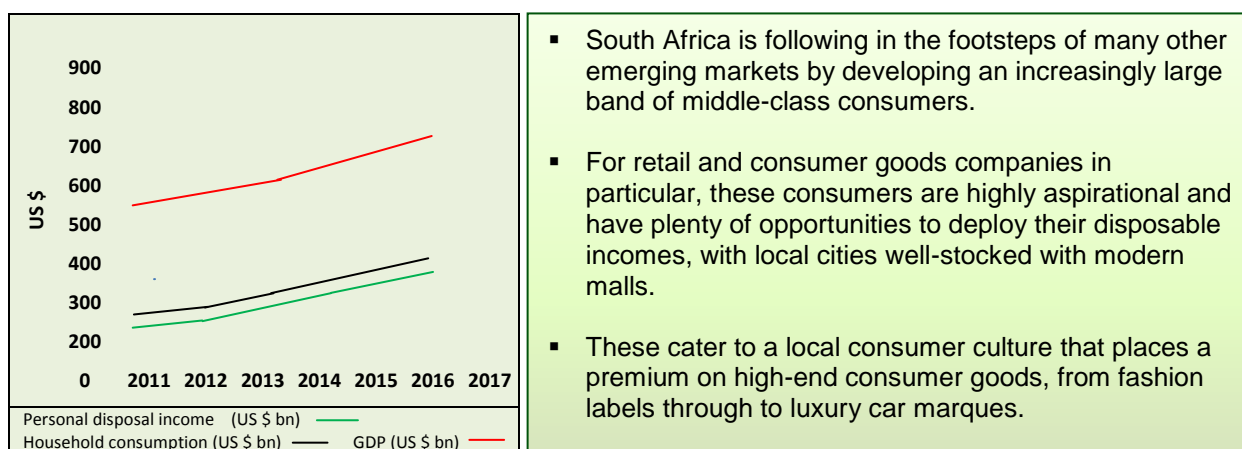 900
800
700
600
500
400
300
200
US $
0 2011 2012 2013 2014 2015 2016 2017
Personal disposal income (US $ bn)
Household consumption (US $ bn) GDP (US $ bn)
▪ South Africa is following in the footsteps of many other
emerging markets by developing an increasingly large
band of middle-class consumers.
▪ For retail and consumer goods companies in
particular, these consumers are highly aspirational and
have plenty of opportunities to deploy their disposable
incomes, with local cities well-stocked with modern
malls.
▪ These cater to a local consumer culture that places a
premium on high-end consumer goods, from fashion
labels through to luxury car marques.